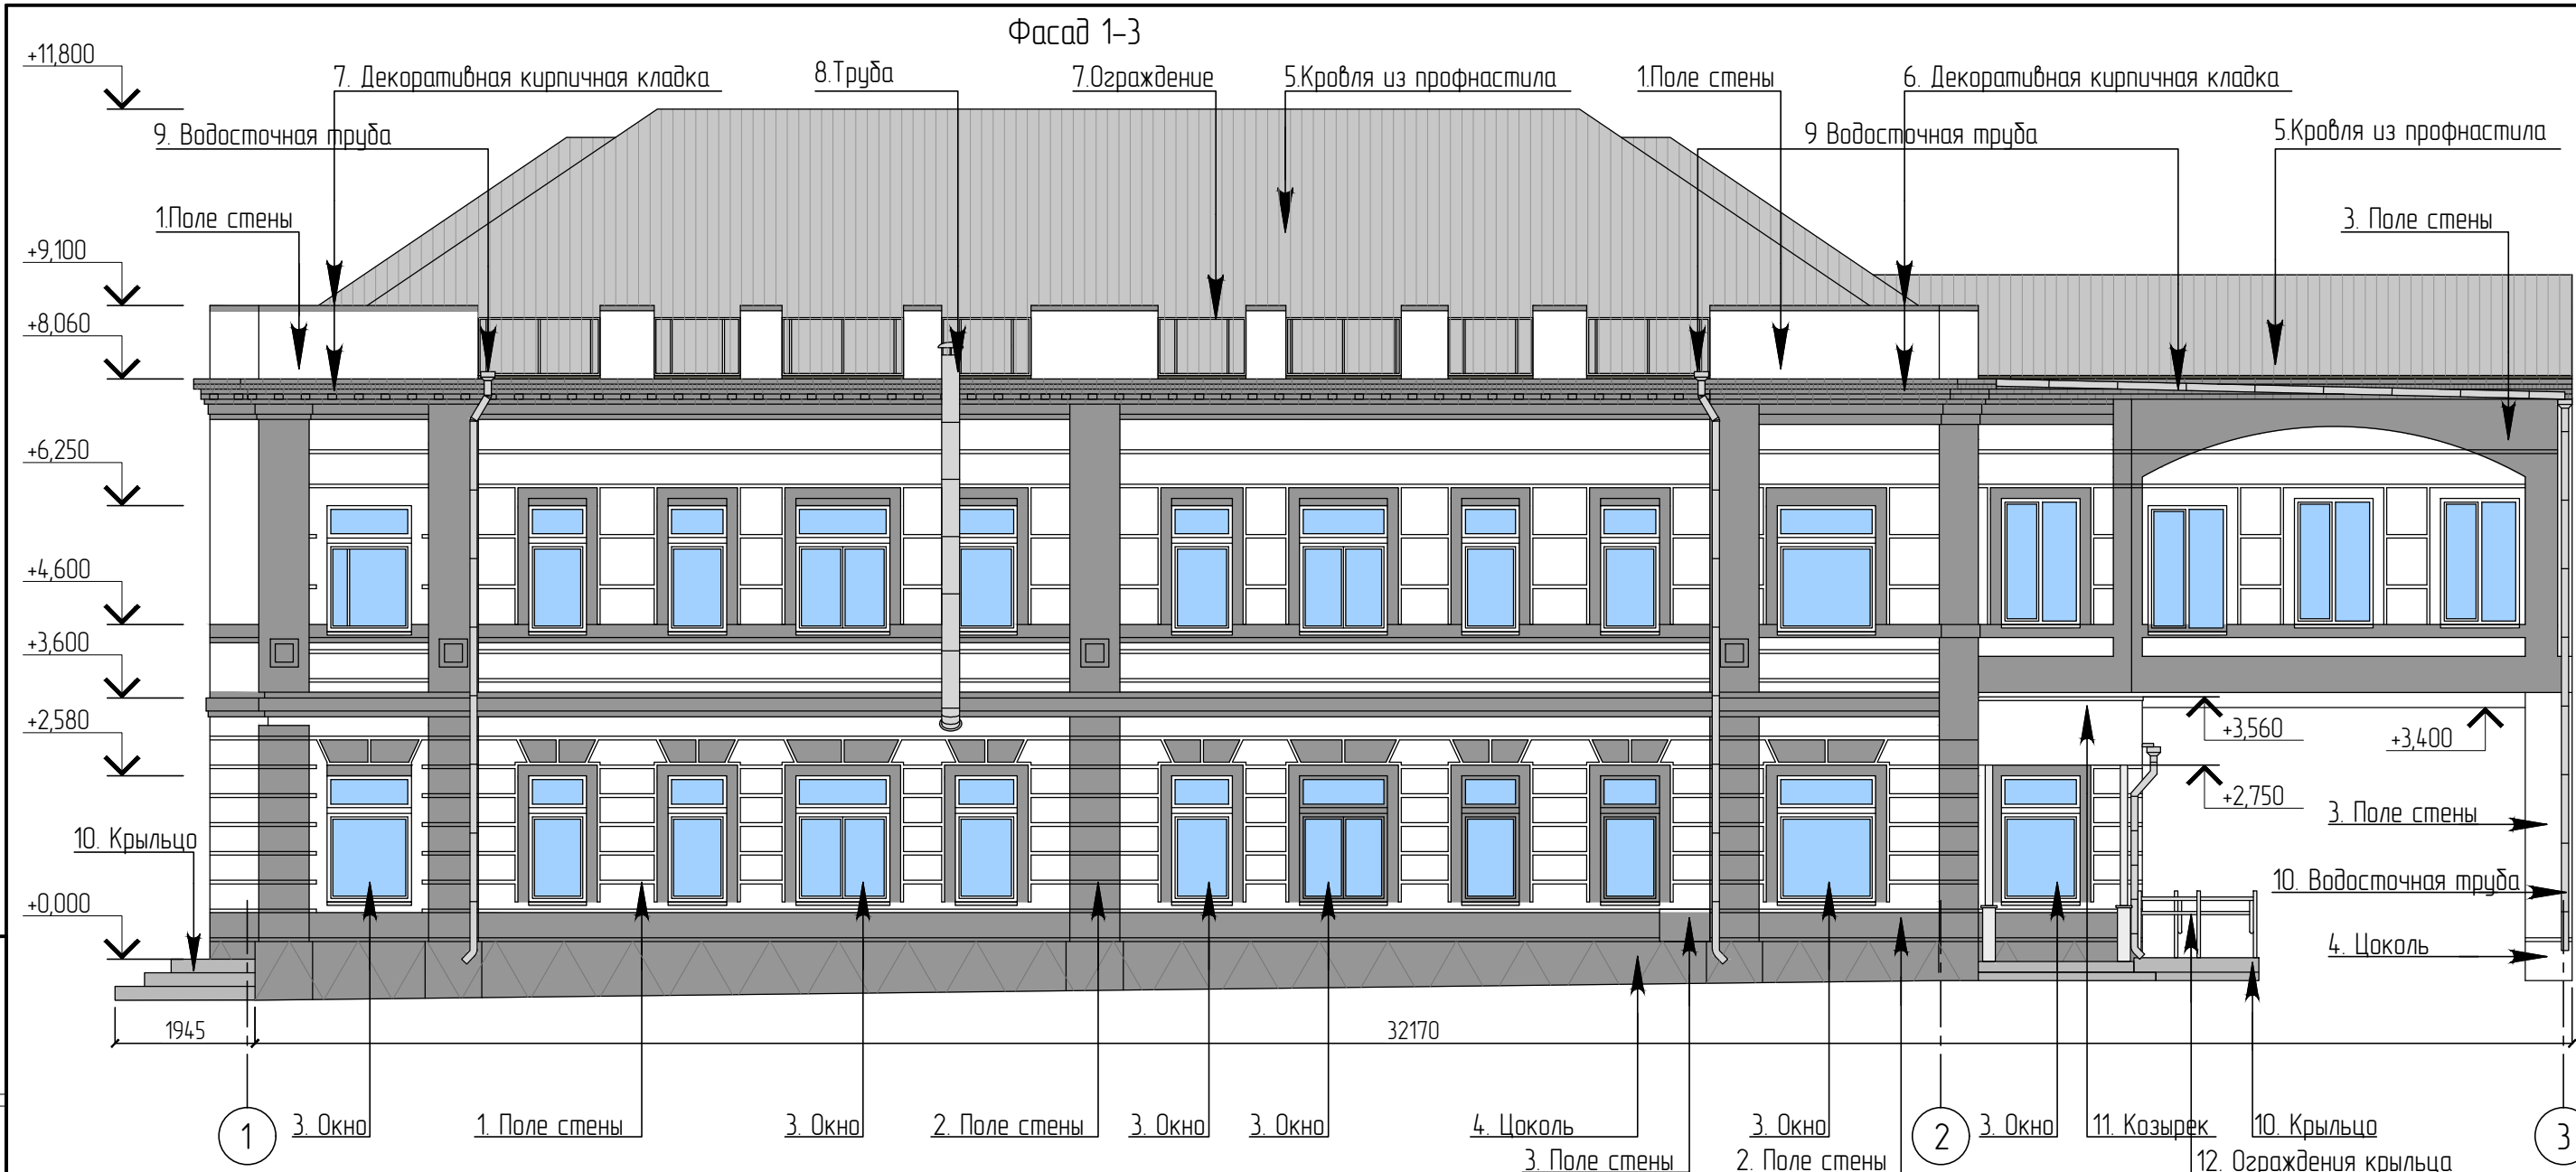 Фасад 1-3
+11,800
7. Декоративная кирпичная кладка
8.Труба
7.Ограждение
5.Кровля из профнастила
1.Поле стены
6. Декоративная кирпичная кладка
9. Водосточная труба
9 Водосточная труба
5.Кровля из профнастила
1.Поле стены
3. Поле стены
+9,100
+8,060
+6,250
+4,600
+3,600
+2,580
+3,560
+3,400
+2,750
3. Поле стены
10. Крыльцо
10. Водосточная труба
+0,000
4. Цоколь
1945
32170
1
3. Окно
1. Поле стены
3. Окно
2. Поле стены
3. Окно
3. Окно
4. Цоколь
3. Окно
2
3. Окно
11. Козырек
10. Крыльцо
3
3. Поле стены
2. Поле стены
12. Ограждения крыльца